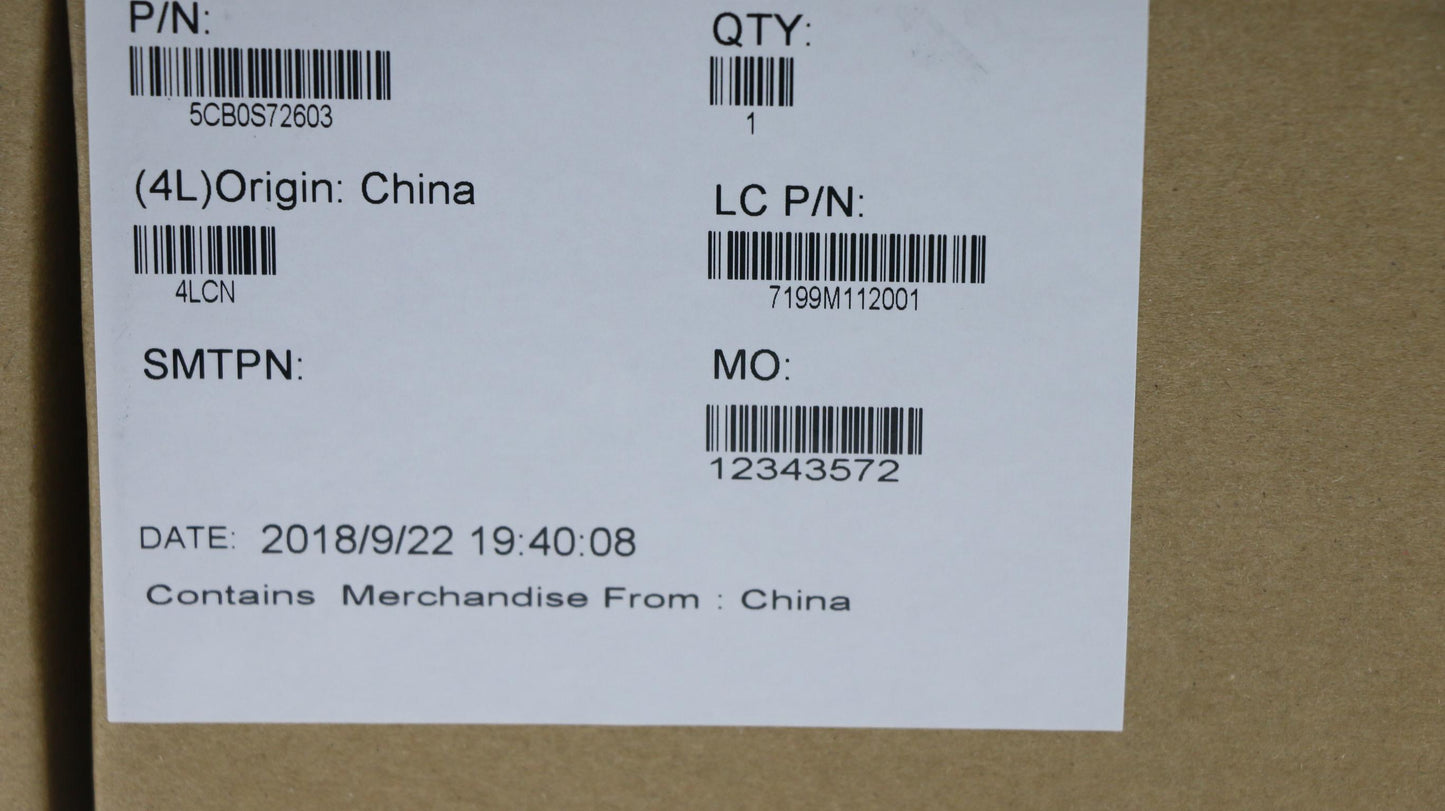 P/N:
5CB0S72603
QTY:
1
(4L)Origin: China
4LCN
LC P/N:
7199M112001
SMTPN:
MO:
12343572
DATE: 2018/9/22 19:40:08
Contains Merchandise From : China